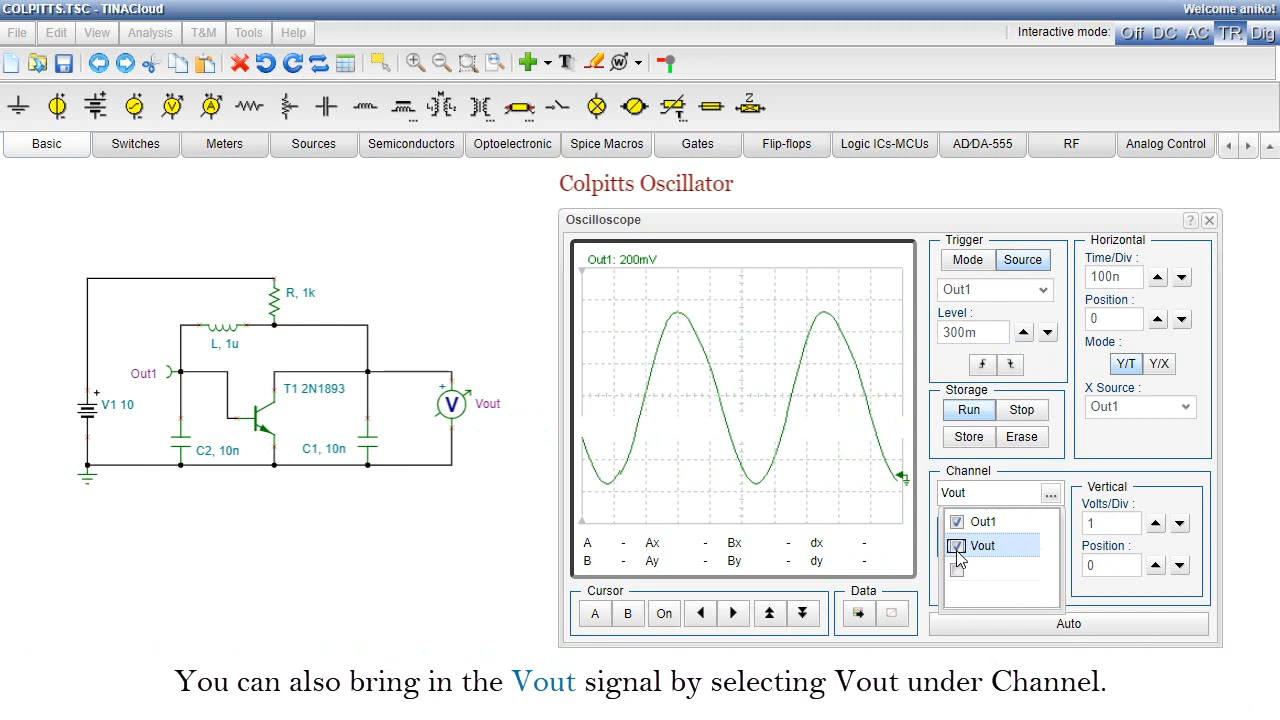 COLPITTS.TSC - TINACloud
Welcome aniko!
File Edit View Analysis T&M Tools Help
Interactive mode: Off DC AC TR Dig
Basic Switches Meters Sources Semiconductors Optoelectronic Spice Macros Gates Flip-flops Logic ICs-MCUs AD/DA-555 RF Analog Control
Colpitts Oscillator
R, 1k
L, 1u
Out1
T1 2N1893
+
V1 10
+
V
Vout
C2, 10n
C1, 10n
Oscilloscope
Out1: 200mV
A - Ax - Bx - dx -
B - Ay - By - dy -
Cursor
A B On
Data
Trigger
Mode Source
Out1
Level :
300m
Storage
Run Stop
Store Erase
Horizontal
Time/Div :
100n
Position :
0
Mode :
Y/T Y/X
X Source :
Out1
Channel
Vout ...
Out1
Vout
Vertical
Volts/Div :
1
Position :
0
Auto
You can also bring in the Vout signal by selecting Vout under Channel.